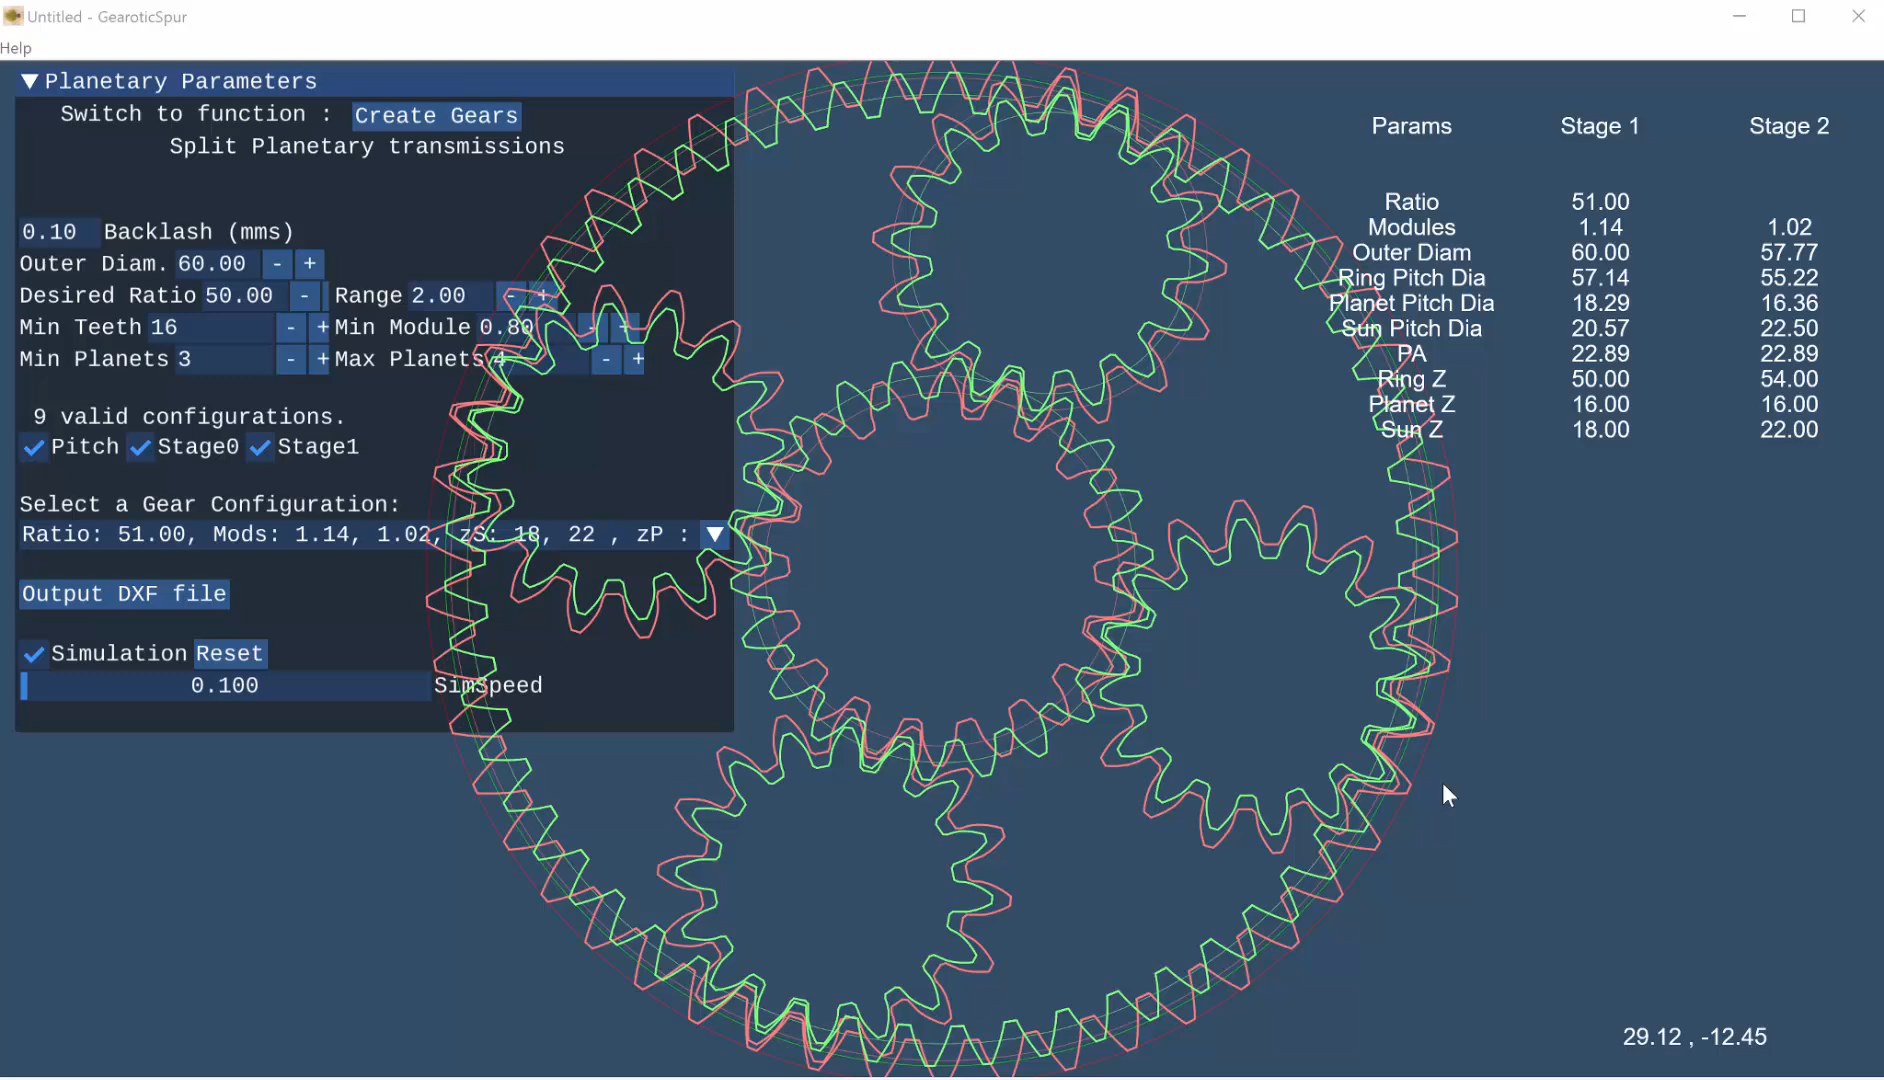 Untitled - GearoticSpur
Help
Planetary Parameters
Switch to function : Create Gears
Split Planetary transmissions
0.10 Backlash (mms)
Outer Diam. 60.00 - +
Desired Ratio 50.00 - Range 2.00 - +
Min Teeth 16 - + Min Module 0.80 - +
Min Planets 3 - + Max Planets 4 - +
9 valid configurations.
Pitch Stage0 Stage1
Select a Gear Configuration:
Ratio: 51.00, Mods: 1.14, 1.02, zS: 18, 22 , zP :
Output DXF file
Simulation Reset
0.100 SimSpeed
Params Stage 1 Stage 2
Ratio 51.00
Modules 1.14 1.02
Outer Diam 60.00 57.77
Ring Pitch Dia 57.14 55.22
Planet Pitch Dia 18.29 16.36
Sun Pitch Dia 20.57 22.50
PA 22.89 22.89
Ring Z 50.00 54.00
Planet Z 16.00 16.00
Sun Z 18.00 22.00
29.12 , -12.45